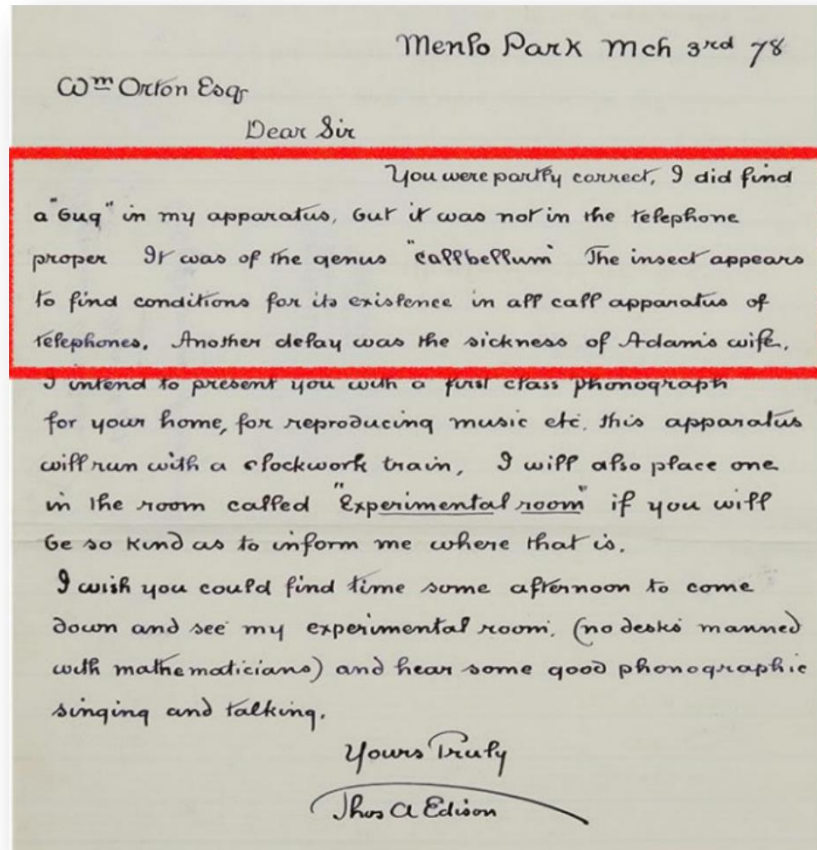 Menlo Park Mch 3rd 78
Wm Orton Esq
Dear Sir
You were partly correct, I did find
a "bug" in my apparatus, but it was not in the telephone
proper It was of the genus "callbellum" The insect appears
to find conditions for its existence in all call apparatus of
telephones. Another delay was the sickness of Adam's wife.
I intend to present you with a first class phonograph
for your home, for reproducing music etc. this apparatus
will run with a clockwork train, I will also place one
in the room called "Experimental room" if you will
be so kind as to inform me where that is.
I wish you could find time some afternoon to come
down and see my experimental room, (no desks manned
with mathematicians) and hear some good phonographic
singing and talking.
Yours Truly
Thos A Edison